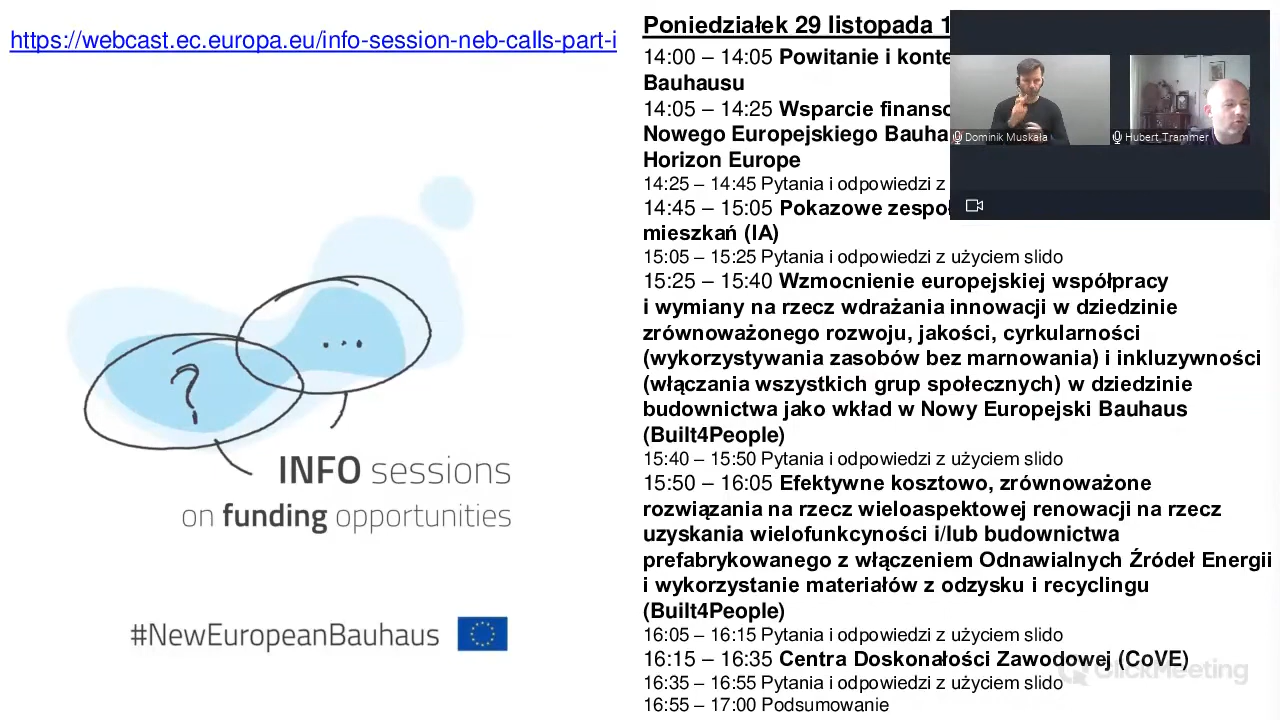 https://webcast.ec.europa.eu/info-session-neb-calls-part-i
?
...
INFO sessions
on funding opportunities
#NewEuropeanBauhaus
Poniedziałek 29 listopada 1
14:00 – 14:05 Powitanie i konte
Bauhausu
14:05 – 14:25 Wsparcie finanso
Nowego Europejskiego Bauha
Horizon Europe
14:25 – 14:45 Pytania i odpowiedzi z
14:45 – 15:05 Pokazowe zespo
mieszkań (IA)
15:05 – 15:25 Pytania i odpowiedzi z użyciem slido
15:25 – 15:40 Wzmocnienie europejskiej współpracy
i wymiany na rzecz wdrażania innowacji w dziedzinie
zrównoważonego rozwoju, jakości, cyrkularności
(wykorzystywania zasobów bez marnowania) i inkluzywności
(włączania wszystkich grup społecznych) w dziedzinie
budownictwa jako wkład w Nowy Europejski Bauhaus
(Built4People)
15:40 – 15:50 Pytania i odpowiedzi z użyciem slido
15:50 – 16:05 Efektywne kosztowo, zrównoważone
rozwiązania na rzecz wieloaspektowej renowacji na rzecz
uzyskania wielofunkcyności i/lub budownictwa
prefabrykowanego z włączeniem Odnawialnych Źródeł Energii
i wykorzystanie materiałów z odzysku i recyclingu
(Built4People)
16:05 – 16:15 Pytania i odpowiedzi z użyciem slido
16:15 – 16:35 Centra Doskonałości Zawodowej (CoVE)
16:35 – 16:55 Pytania i odpowiedzi z użyciem slido
16:55 – 17:00 Podsumowanie
Dominik Muskała
Hubert Trammer
ClickMeeting